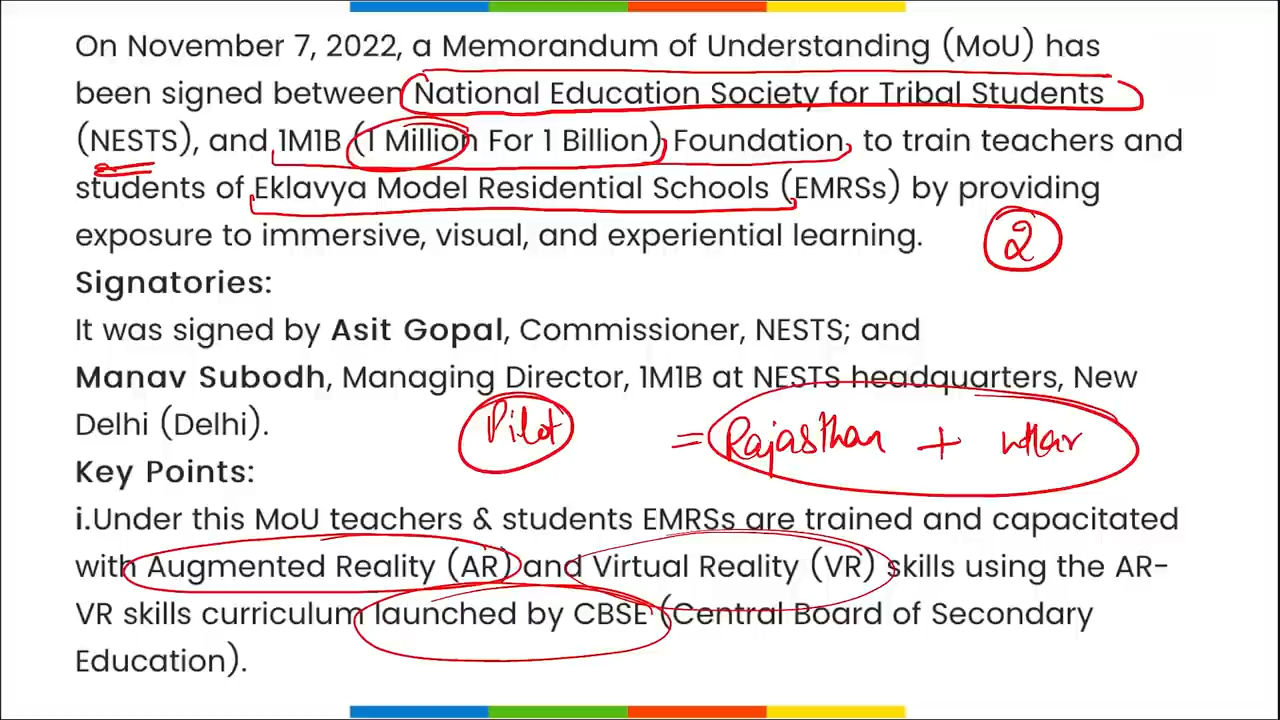 On November 7, 2022, a Memorandum of Understanding (MoU) has
been signed between National Education Society for Tribal Students
(NESTS), and 1M1B (1 Million For 1 Billion) Foundation, to train teachers and
students of Eklavya Model Residential Schools (EMRSs) by providing
exposure to immersive, visual, and experiential learning.
2
Signatories:
It was signed by Asit Gopal, Commissioner, NESTS; and
Manav Subodh, Managing Director, 1M1B at NESTS headquarters, New
Delhi (Delhi).
Pilot = Rajasthan +
Key Points:
i.Under this MoU teachers & students EMRSs are trained and capacitated
with Augmented Reality (AR) and Virtual Reality (VR) skills using the AR-
VR skills curriculum launched by CBSE (Central Board of Secondary
Education).